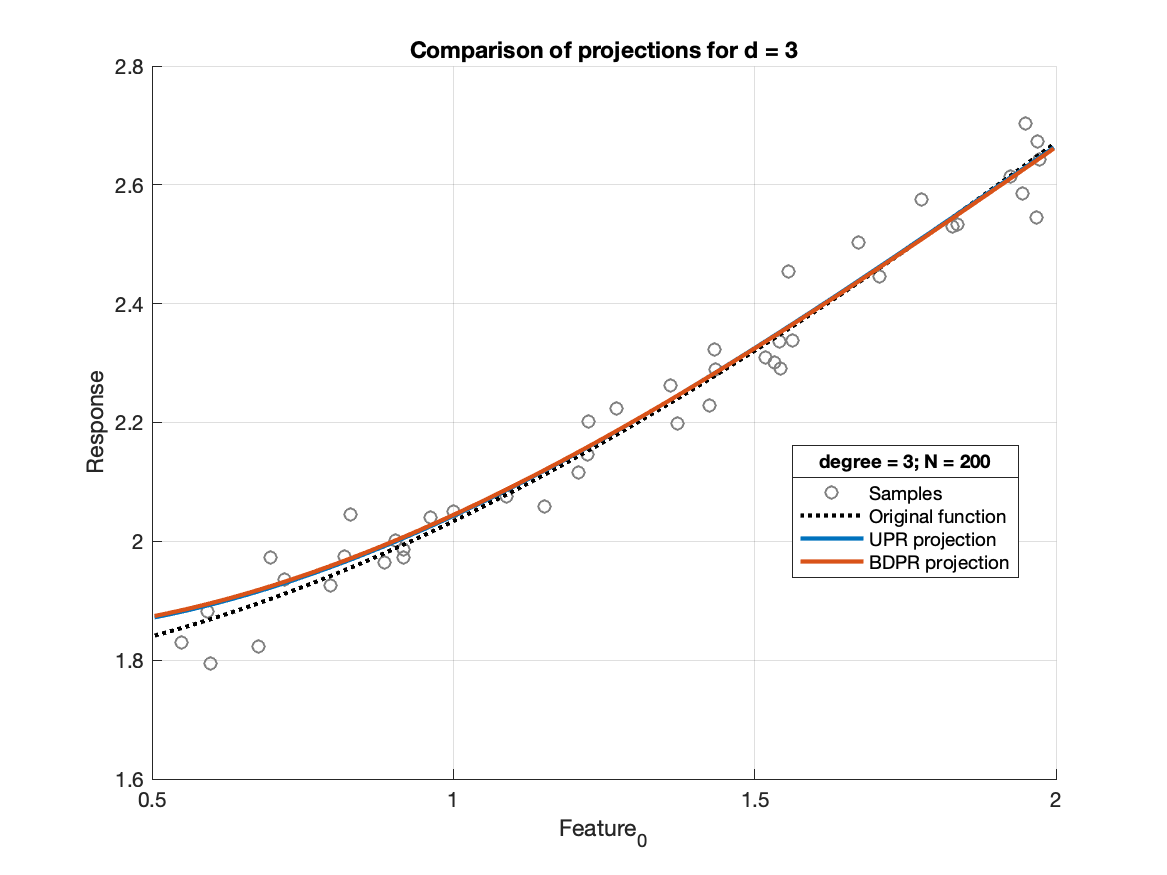 Comparison of projections for d = 3
2.8
2.6
2.4
2.2
2
1.8
1.6
Response
degree = 3; N = 200
Samples
Original function
UPR projection
BDPR projection
0.5 1 1.5 2
Feature0